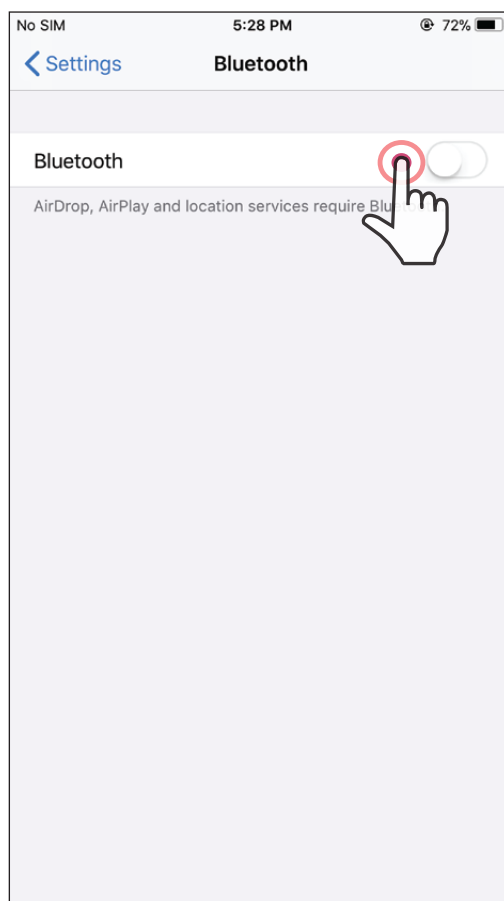 No SIM 5:28 PM 72%
Settings Bluetooth
Bluetooth
AirDrop, AirPlay and location services require